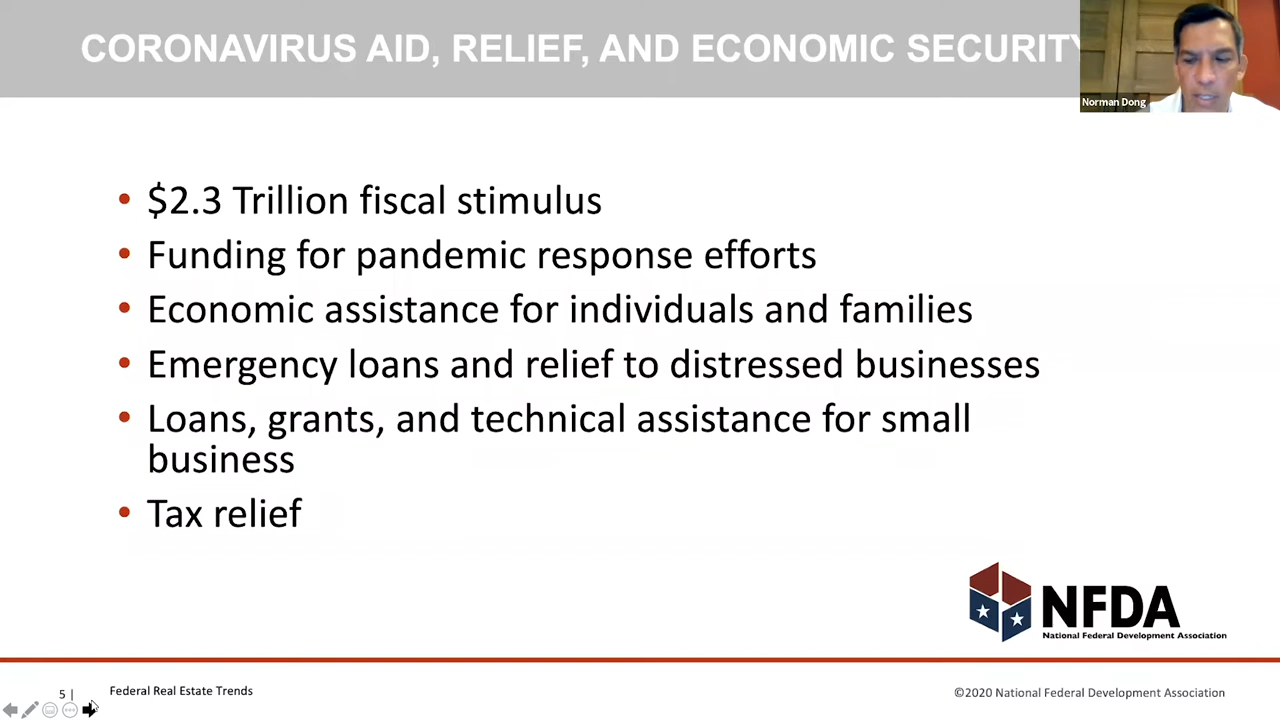 CORONAVIRUS AID, RELIEF, AND ECONOMIC SECURITY
Norman Dong
• $2.3 Trillion fiscal stimulus
• Funding for pandemic response efforts
• Economic assistance for individuals and families
• Emergency loans and relief to distressed businesses
• Loans, grants, and technical assistance for small
business
• Tax relief
NFDA
National Federal Development Association
5 |
Federal Real Estate Trends
©2020 National Federal Development Association